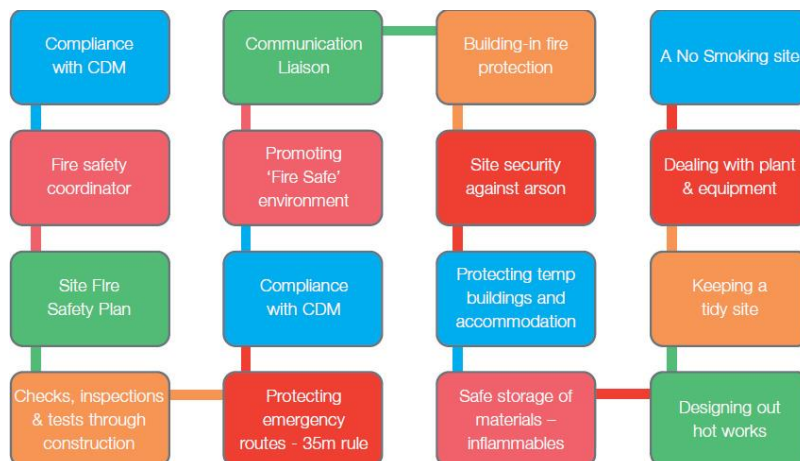 Compliance
with CDM
Fire safety
coordinator
Site FIre
Safety Plan
Checks, inspections
& tests through
construction
Protecting
emergency
routes - 35m rule
Compliance
with CDM
Promoting
‘Fire Safe’
environment
Communication
Liaison
Building-in fire
protection
Site security
against arson
Protecting temp
buildings and
accommodation
Safe storage of
materials –
inflammables
Designing out
hot works
Keeping a
tidy site
Dealing with plant
& equipment
A No Smoking site